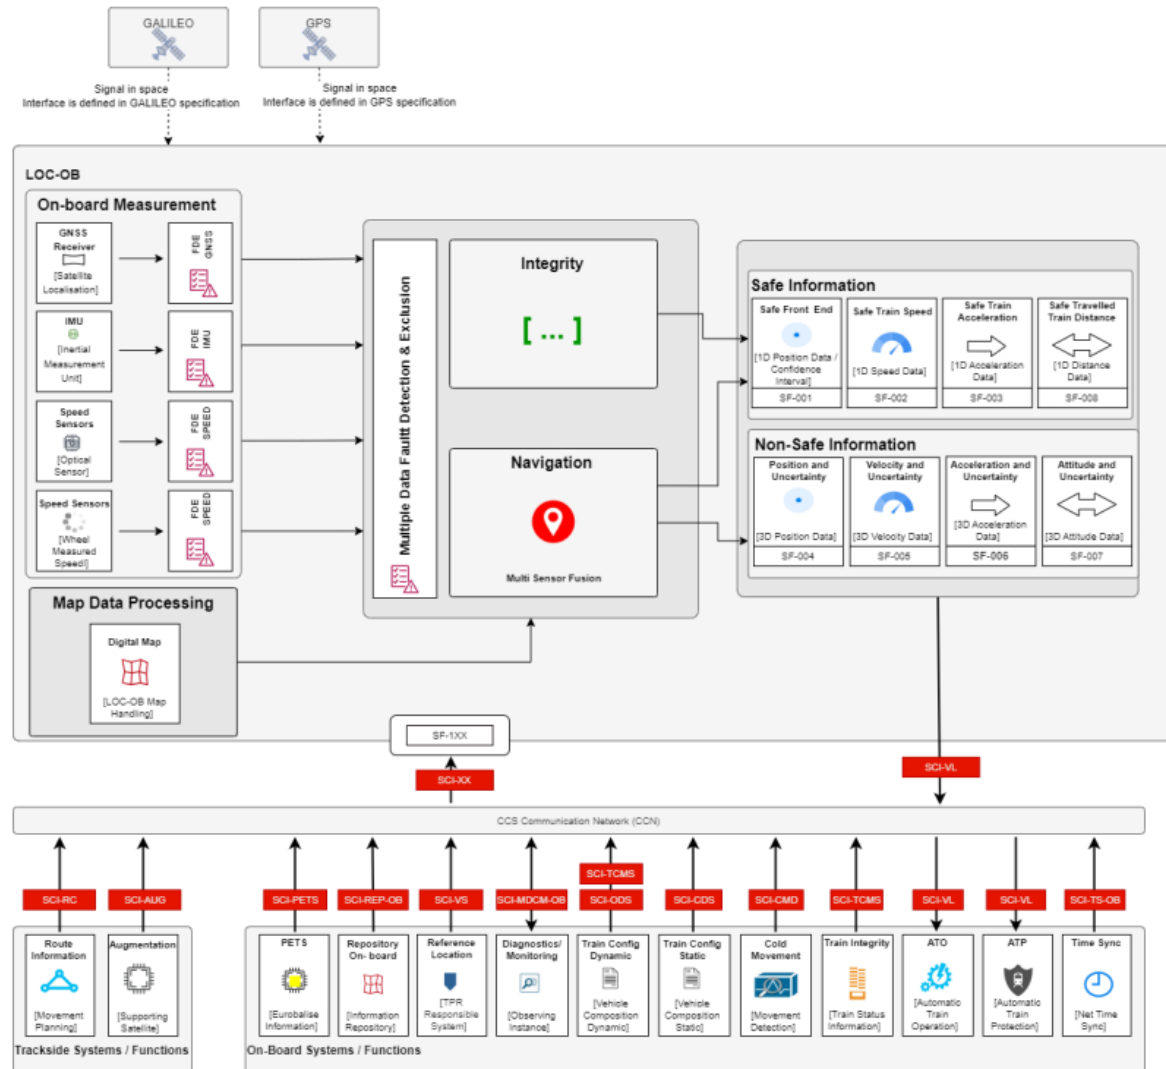 GALILEO
GPS
Signal in space
Interface is defined in GALILEO specification
Signal in space
Interface is defined in GPS specification
LOC-OB
On-board Measurement
GNSS
Receiver
[Satellite
Localisation]
FDE
GNSS
IMU
[Inertial
Measurement
Unit]
FDE
IMU
Speed
Sensors
[Optical
Sensor]
FDE
SPEED
Speed Sensors
[Wheel
Measured
Speed]
FDE
SPEED
Map Data Processing
Digital Map
[LOC-OB Map
Handling]
Multiple Data Faultt Detection & Exclusion
Integrity
[ ... ]
Navigation
Multi Sensor Fusion
Safe Information
Safe Front End
[1D Position Data /
Confidence
Interval]
SF-001
Safe Train Speed
[1D Speed Data]
SF-002
Safe Train
Acceleration
[1D Acceleration
Data]
SF-003
Safe Travelled
Train Distance
[1D Distance
Data]
SF-008
Non-Safe Information
Position and
Uncertainty
[3D Position Data]
SF-004
Velocity and
Uncertainty
[3D Velocity Data]
SF-005
Acceleration and
Uncertainty
[3D Acceleration
Data]
SF-006
Attitude and
Uncertainty
[3D Attitude Data]
SF-007
SF-1XX
SCI-XX
SCI-VL
CCS Communication Network (CCN)
SCI-RC
SCI-AUG
SCI-PETS
SCI-REP-OB
SCI-VS
SCI-MDCM-OB
SCI-TCMS
SCI-ODS
SCI-CDS
SCI-CMD
SCI-TCMS
SCI-VL
SCI-VL
SCI-TS-OB
Route
Information
[Movement
Planning]
Augmentation
[Supporting
Satellite]
Trackside Systems / Functions
PETS
[Eurobalise
Information]
Repository
On- board
[Information
Repository]
Reference
Location
[TPR
Responsible
System]
Diagnostics/
Monitoring
[Observing
Instance]
Train Config
Dynamic
[Vehicle
Composition
Dynamic]
Train Config
Static
[Vehicle
Composition
Static]
Cold
Movement
[Movement
Detection]
Train Integrity
[Train Status
Information]
ATO
[Automatic
Train
Operation]
ATP
[Automatic
Train
Protection]
Time Sync
[Net Time
Sync]
On-Board Systems / Functions